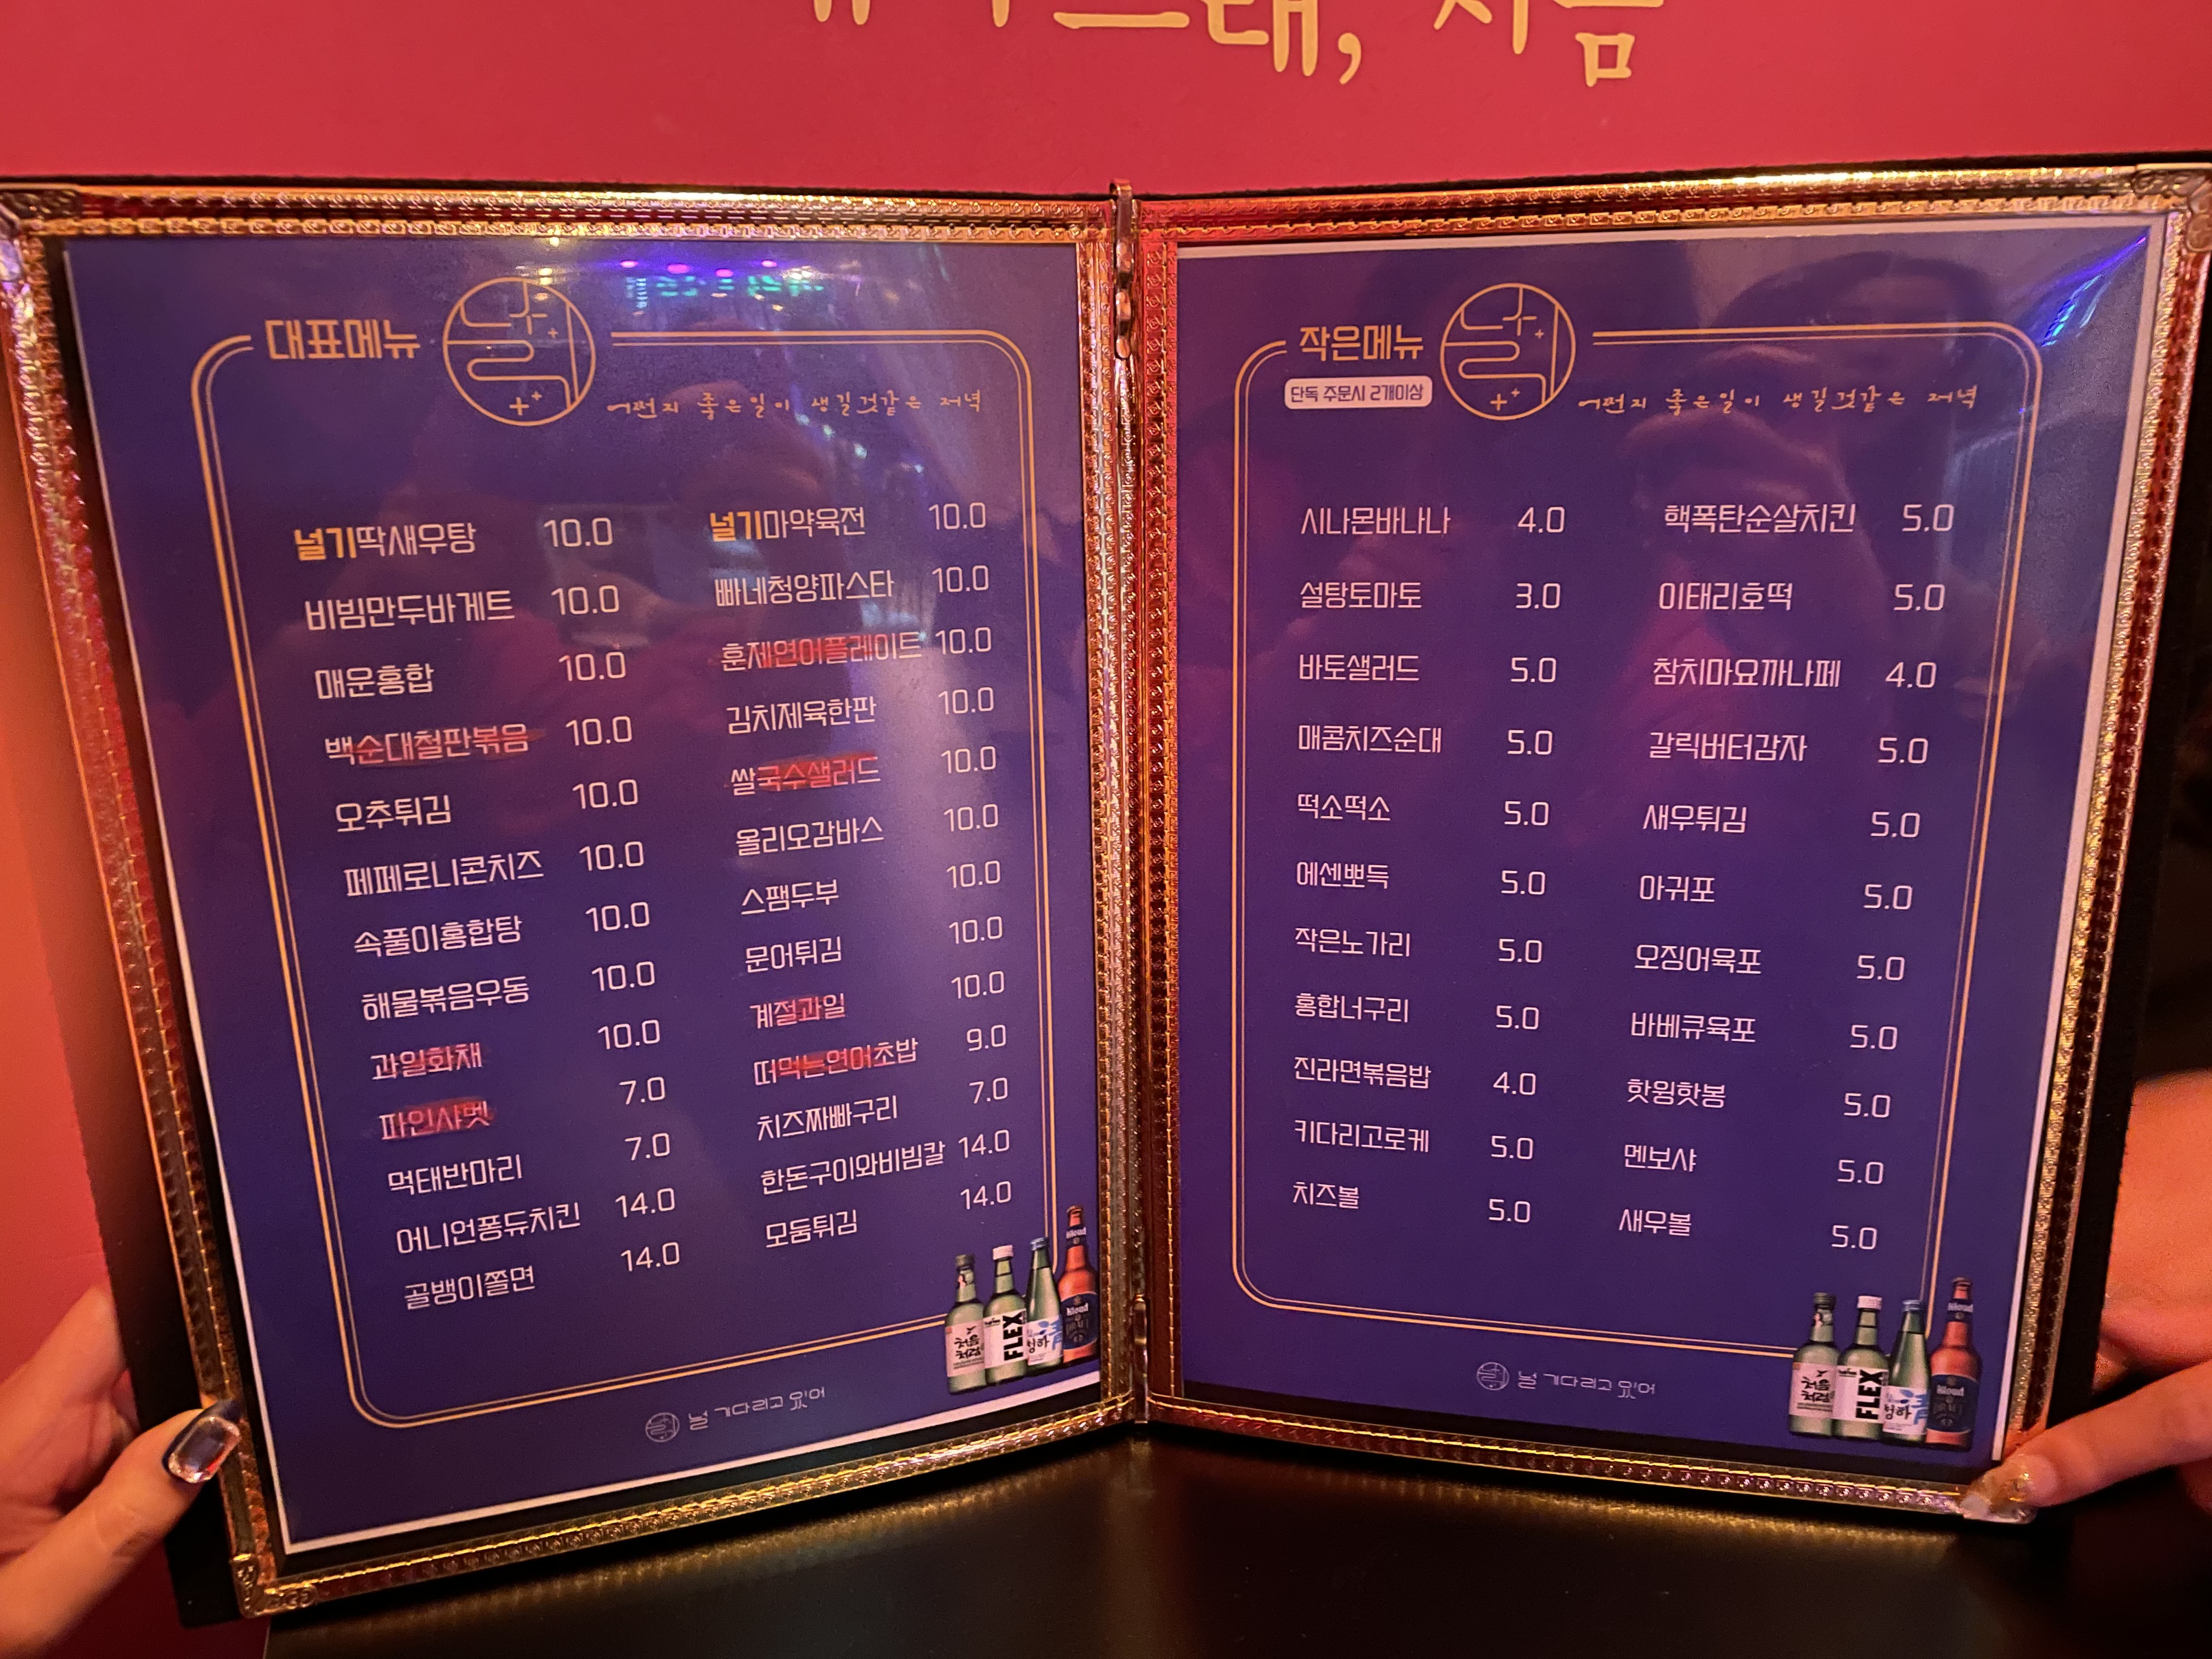 래, 지금
대표메뉴
어쩐지 좋은일이 생길것같은 저녁
널기딱새우탕 10.0
비빔만두바게트 10.0
매운홍합 10.0
백순대철판볶음 10.0
오추튀김 10.0
페페로니콘치즈 10.0
속풀이홍합탕 10.0
해물볶음우동 10.0
과일화채 10.0
파인샤벳 7.0
먹태반마리 7.0
어니언퐁듀치킨 14.0
골뱅이쫄면 14.0
널기마약육전 10.0
빠네청양파스타 10.0
훈제연어플레이트 10.0
김치제육한판 10.0
쌀국수샐러드 10.0
올리오감바스 10.0
스팸두부 10.0
문어튀김 10.0
계절과일 10.0
떠먹는연어초밥 9.0
치즈짜빠구리 7.0
한돈구이와비빔칼 14.0
모둠튀김 14.0
처음처럼
FLEX
청하
Kloud
널 기다리고 있어
작은메뉴
단독 주문시 2개이상
어쩐지 좋은일이 생길것같은 저녁
시나몬바나나 4.0
설탕토마토 3.0
바토샐러드 5.0
매콤치즈순대 5.0
떡소떡소 5.0
에센뽀득 5.0
작은노가리 5.0
홍합너구리 5.0
진라면볶음밥 4.0
키다리고로케 5.0
치즈볼 5.0
핵폭탄순살치킨 5.0
이태리호떡 5.0
참치마요까나페 4.0
갈릭버터감자 5.0
새우튀김 5.0
아귀포 5.0
오징어육포 5.0
바베큐육포 5.0
핫윙핫봉 5.0
멘보샤 5.0
새우볼 5.0
처음처럼
FLEX
청하
Kloud
널 기다리고 있어